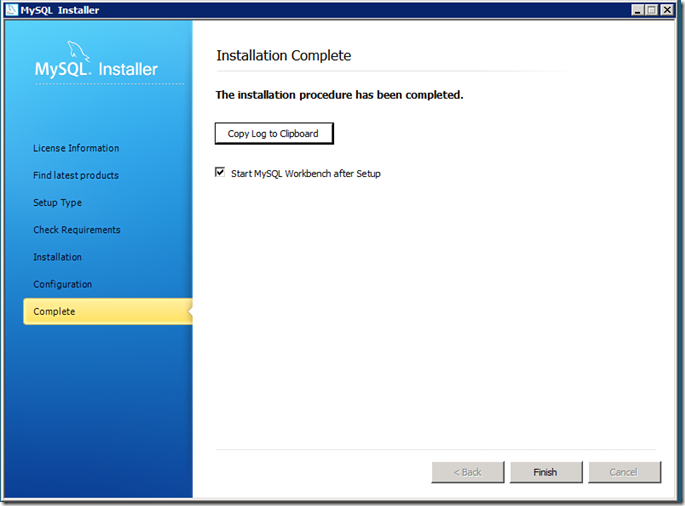 MySQL Installer
MySQL. Installer
License Information
Find latest products
Setup Type
Check Requirements
Installation
Configuration
Complete
Installation Complete
The installation procedure has been completed.
Copy Log to Clipboard
Start MySQL Workbench after Setup
< Back
Finish
Cancel